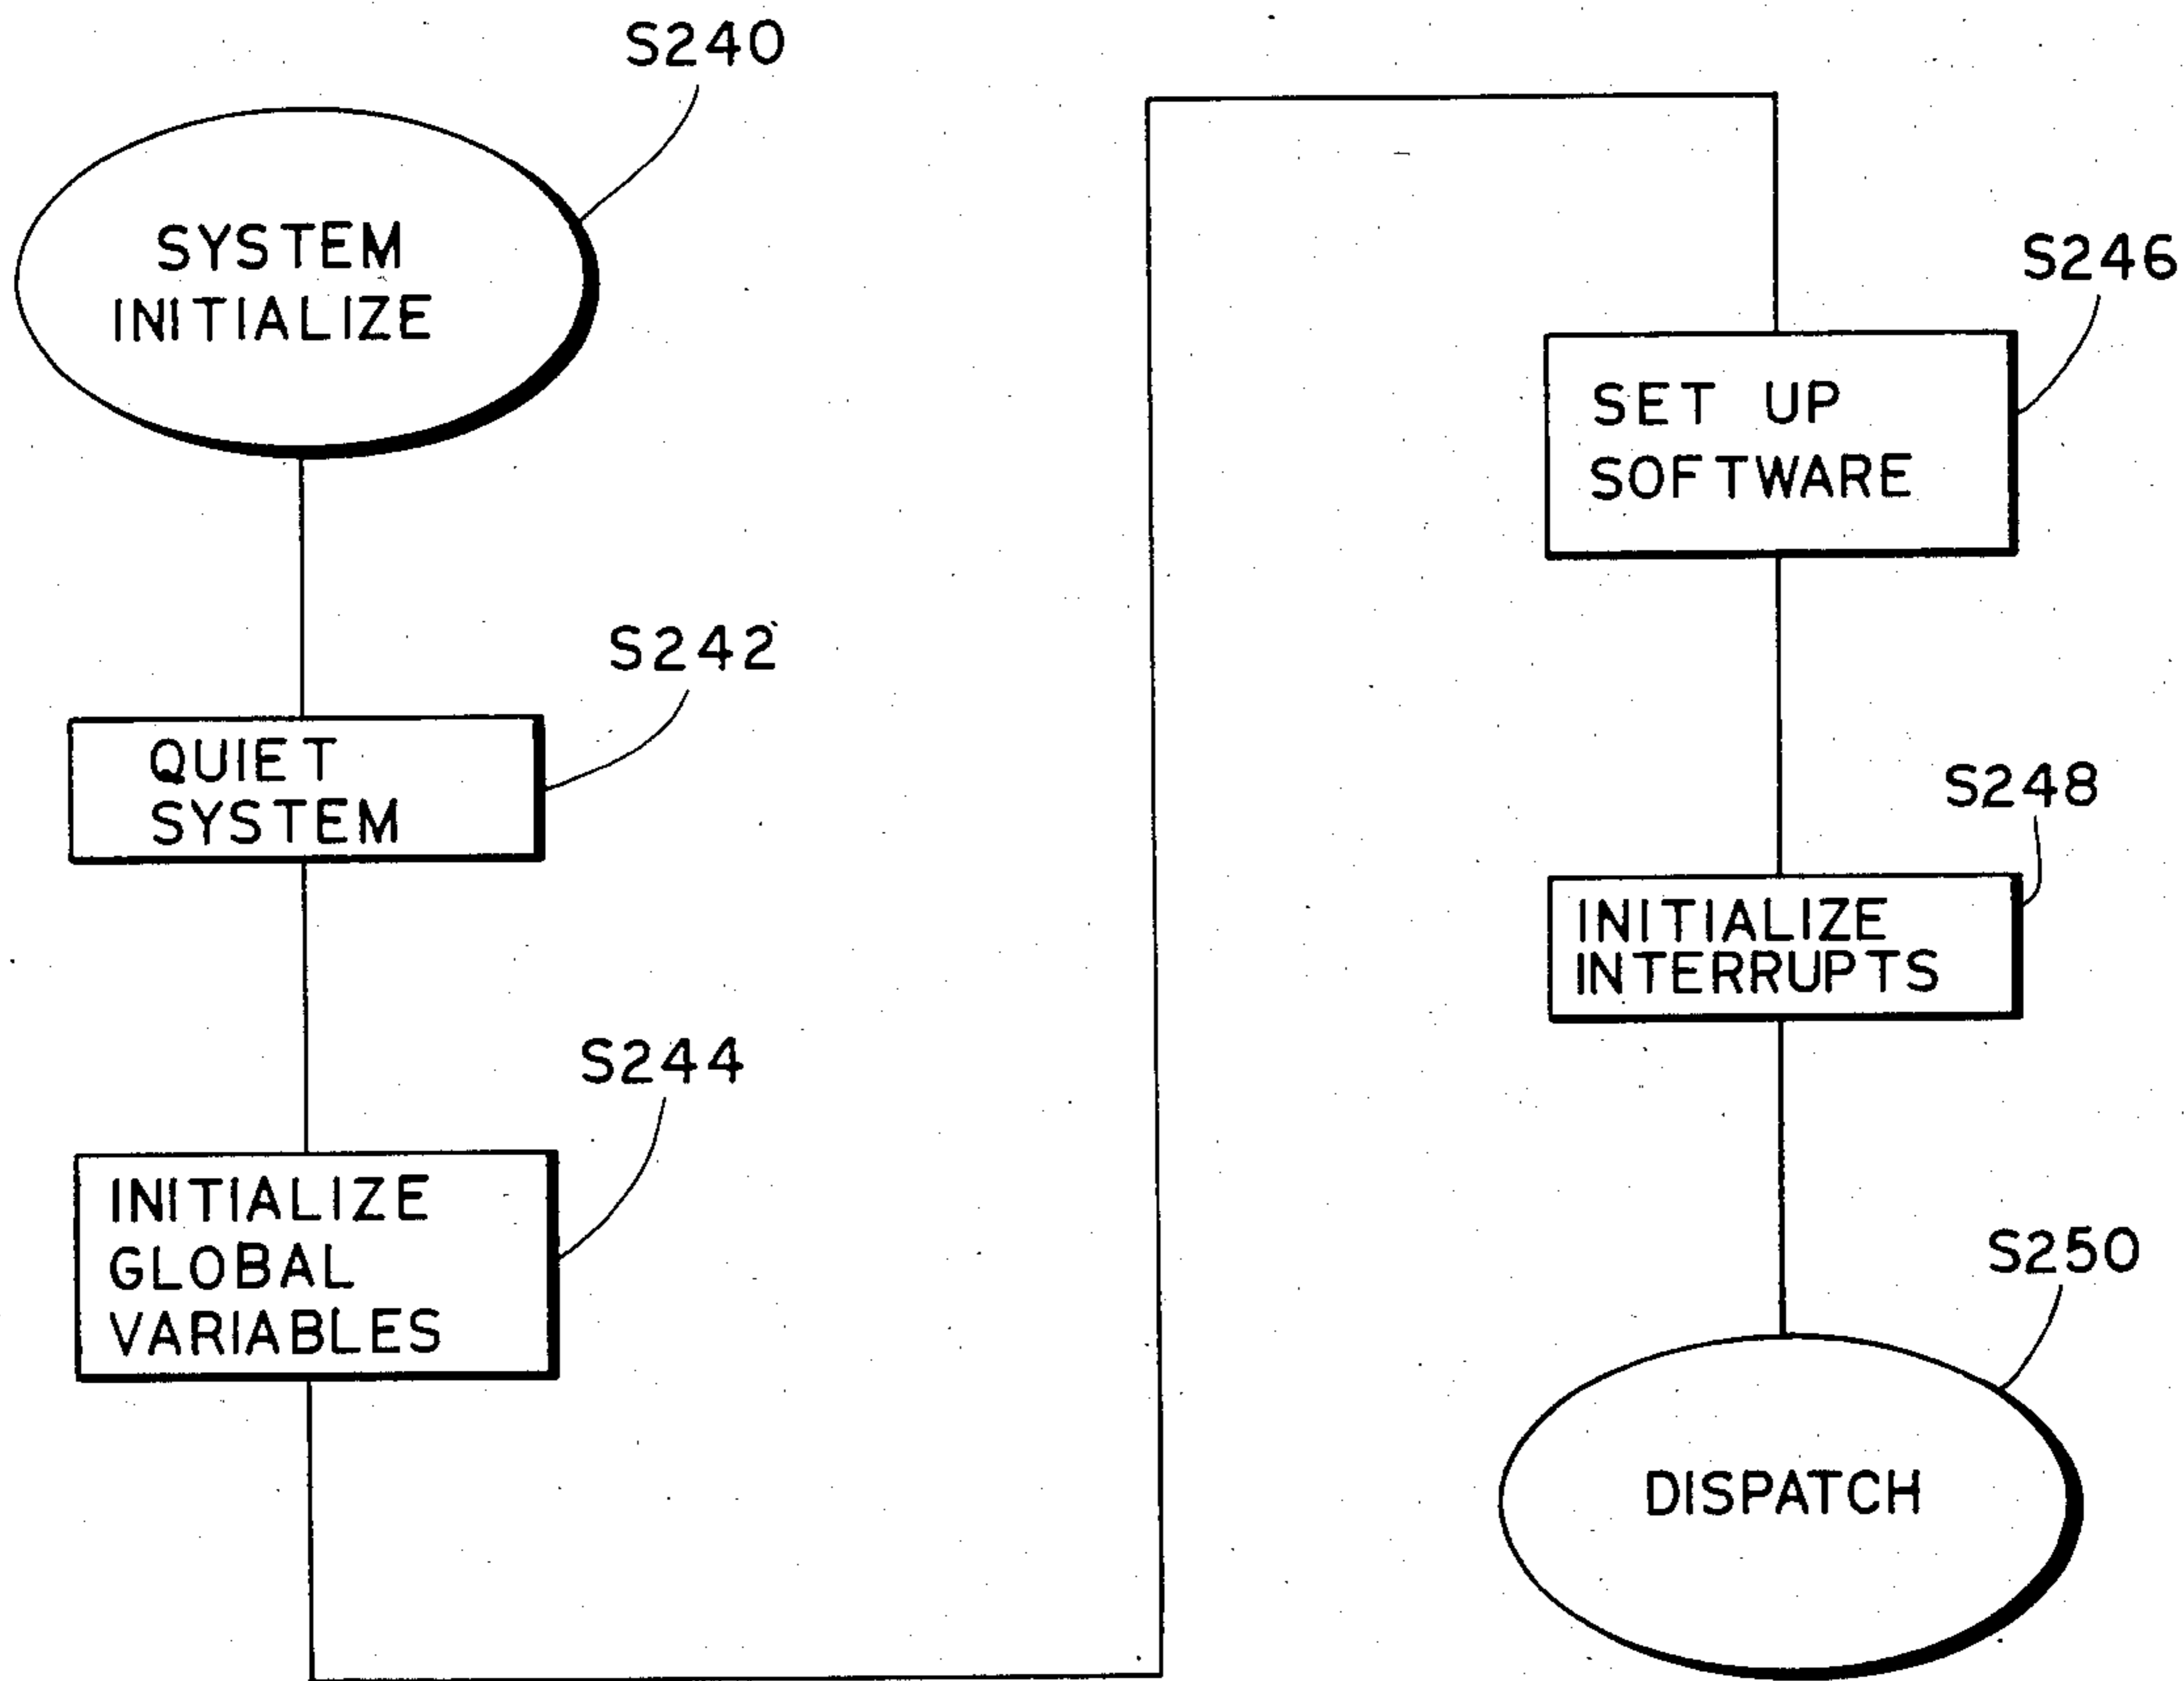 S240
SYSTEM
INITIALIZE
S242
QUIET
SYSTEM
S244
INITIALIZE
GLOBAL
VARIABLES
S246
SET UP
SOFTWARE
S248
INITIALIZE
INTERRUPTS
S250
DISPATCH